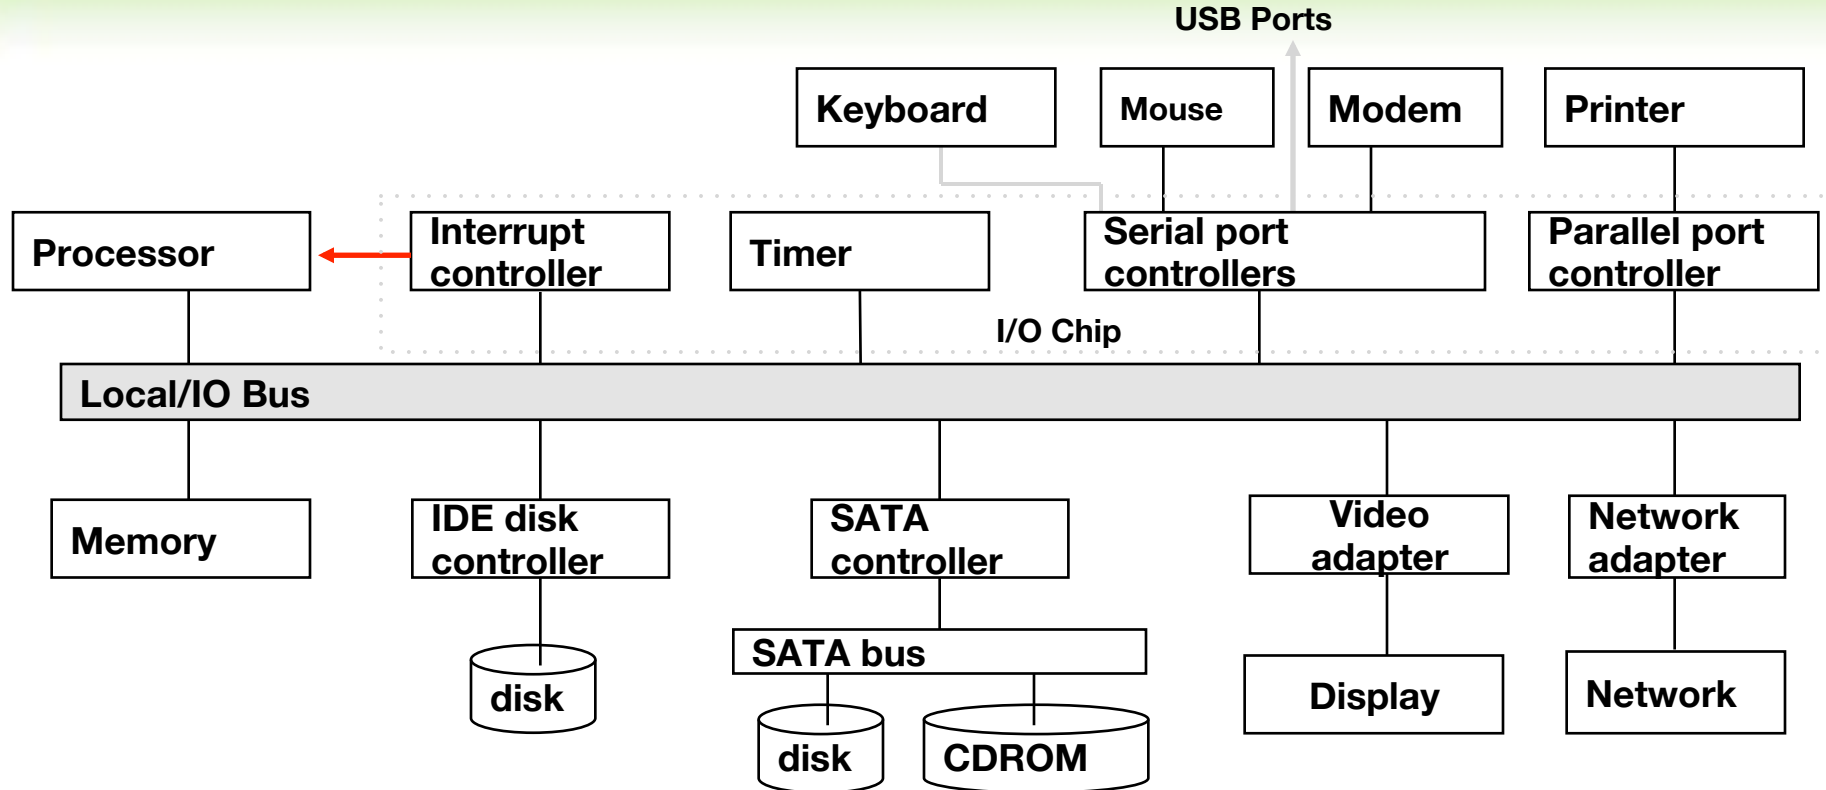 USB Ports
Keyboard
Mouse
Modem
Printer
Processor
Interrupt
controller
Timer
Serial port
controllers
Parallel port
controller
I/O Chip
Local/IO Bus
Memory
IDE disk
controller
SATA
controller
Video
adapter
Network
adapter
SATA bus
disk
Display
Network
disk
CDROM